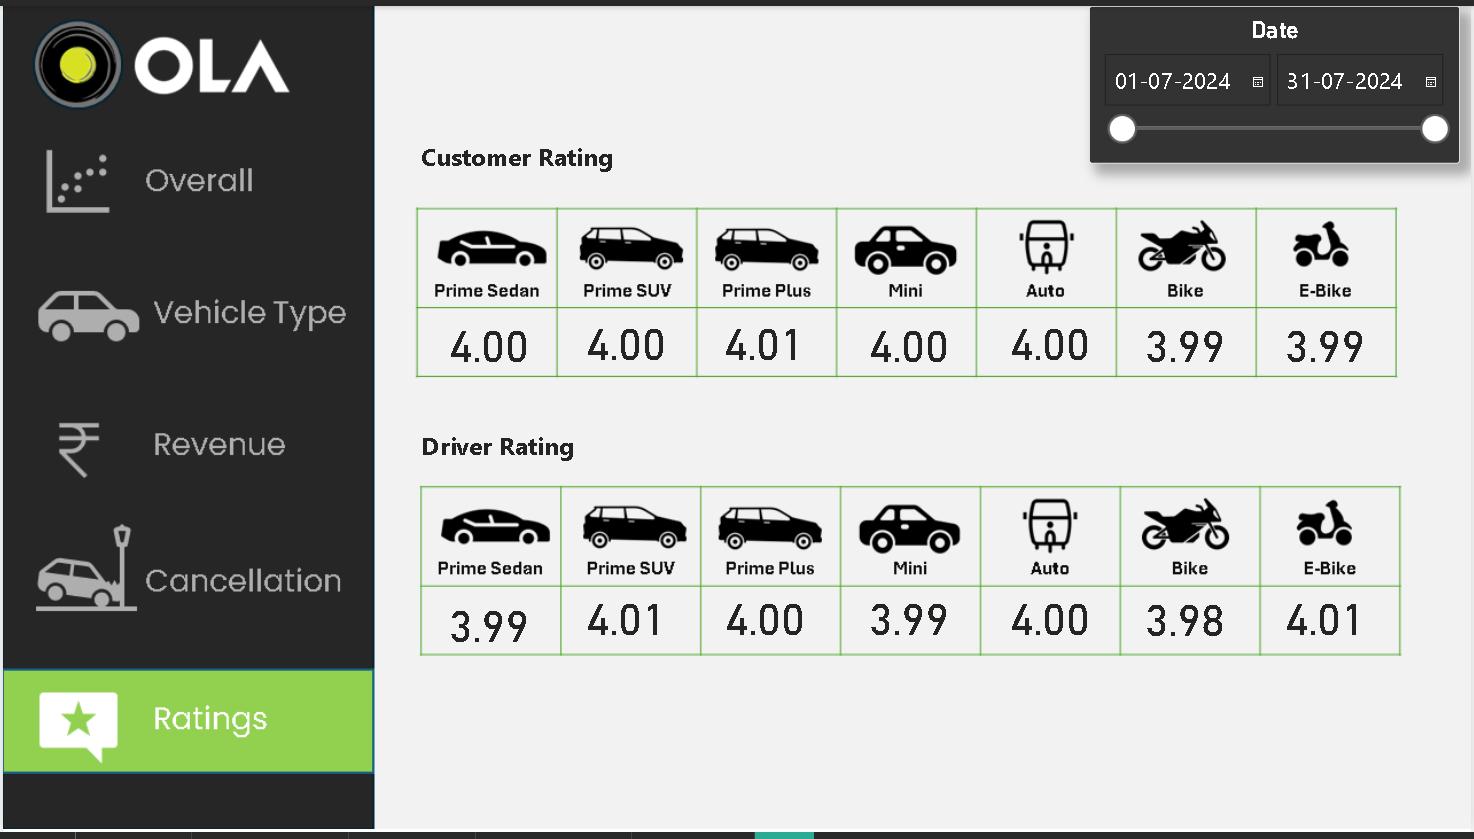 OLA
Overall
Vehicle Type
Revenue
Cancellation
Ratings
Date
01-07-2024 31-07-2024
Customer Rating
Prime Sedan Prime SUV Prime Plus Mini Auto Bike E-Bike
4.00 4.00 4.01 4.00 4.00 3.99 3.99
Driver Rating
Prime Sedan Prime SUV Prime Plus Mini Auto Bike E-Bike
3.99 4.01 4.00 3.99 4.00 3.98 4.01